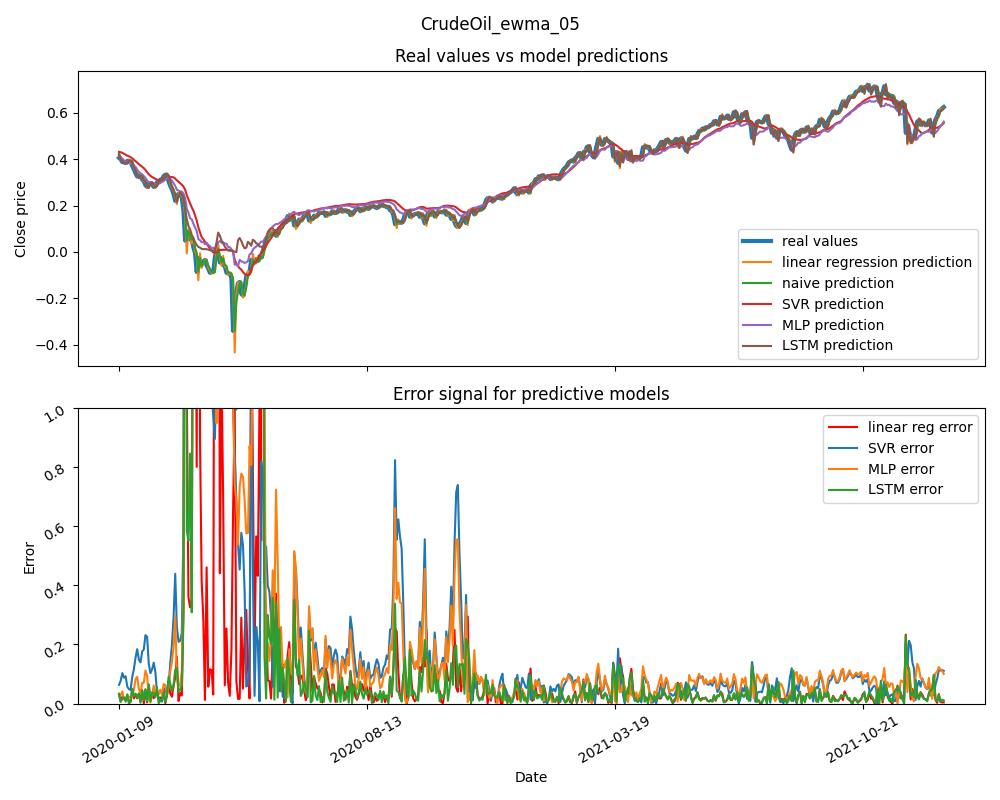 CrudeOil_ewma_05
Real values vs model predictions
Close price
0.6
0.4
0.2
0.0
−0.2
−0.4
real values
linear regression prediction
naive prediction
SVR prediction
MLP prediction
LSTM prediction
Error signal for predictive models
Error
1.0
0.8
0.6
0.4
0.2
0.0
linear reg error
SVR error
MLP error
LSTM error
2020-01-09
2020-08-13
2021-03-19
2021-10-21
Date